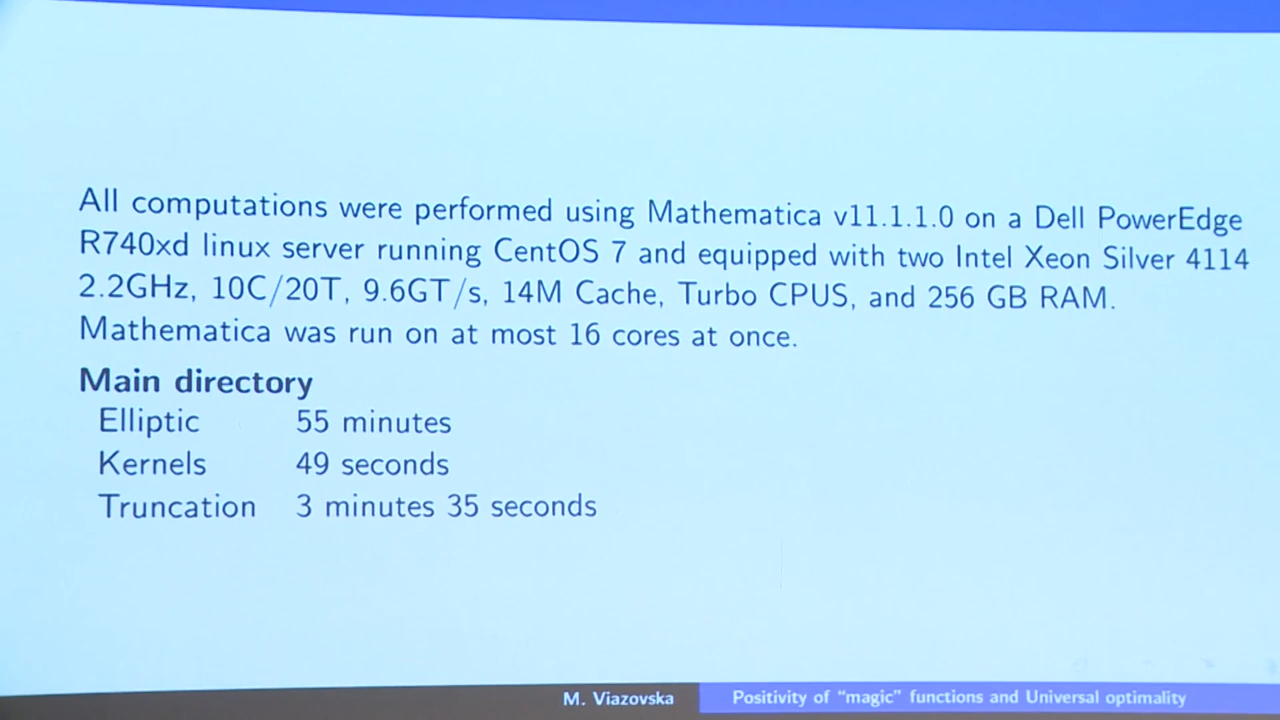 All computations were performed using Mathematica v11.1.1.0 on a Dell PowerEdge
R740xd linux server running CentOS 7 and equipped with two Intel Xeon Silver 4114
2.2GHz, 10C/20T, 9.6GT/s, 14M Cache, Turbo CPUS, and 256 GB RAM.
Mathematica was run on at most 16 cores at once.
Main directory
Elliptic 55 minutes
Kernels 49 seconds
Truncation 3 minutes 35 seconds
M. Viazovska Positivity of “magic” functions and Universal optimality